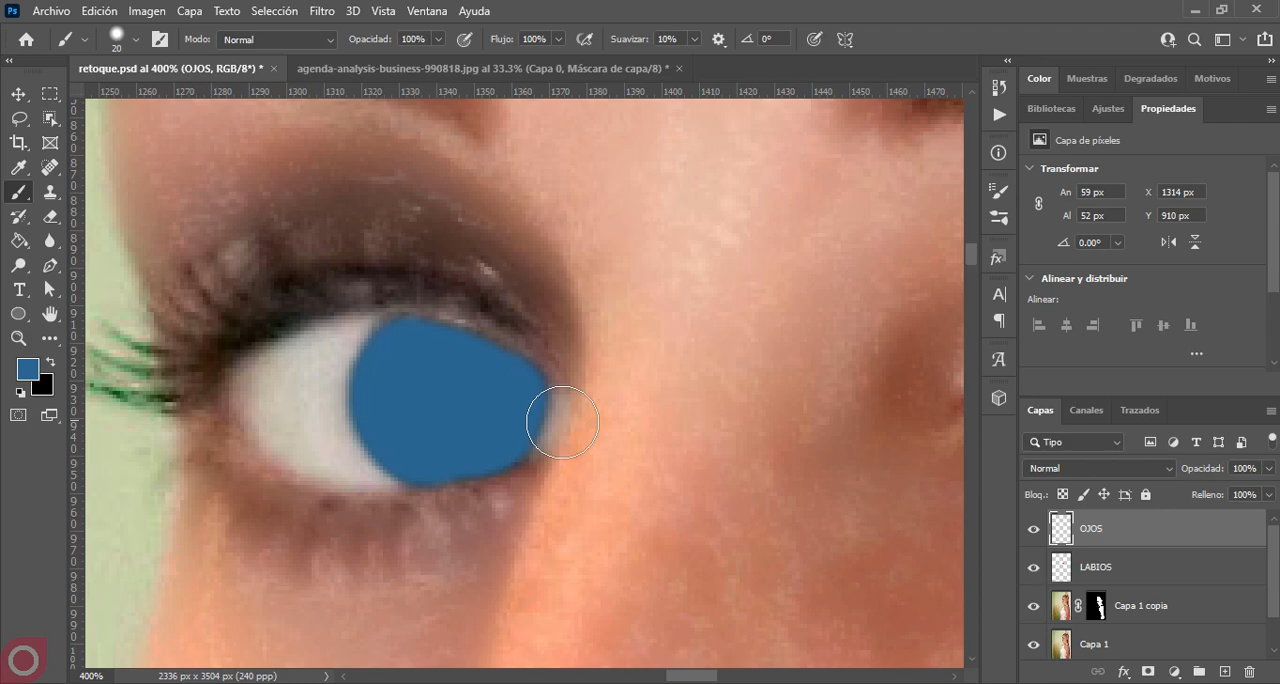 Ps Archivo Edición Imagen Capa Texto Selección Filtro 3D Vista Ventana Ayuda
20 Modo: Normal Opacidad: 100% Flujo: 100% Suavizar: 10% 0°
retoque.psd al 400% (OJOS, RGB/8*) * × agenda-analysis-business-990818.jpg al 33.3% (Capa 0, Máscara de capa/8) * ×
Color Muestras Degradados Motivos
1250 1260 1270 1280 1290 1300 1310 1320 1330 1340 1350 1360 1370 1380 1390 1400 1410 1420 1430 1440 1450 1460 1470
Bibliotecas Ajustes Propiedades
Capa de píxeles
Transformar
An 59 px X 1314 px
Al 52 px Y 910 px
0.00°
Alinear y distribuir
Alinear:
Capas Canales Trazados
Tipo
Normal Opacidad: 100%
Bloq.: Relleno: 100%
OJOS
LABIOS
Capa 1 copia
Capa 1
400% 2336 px x 3504 px (240 ppp)